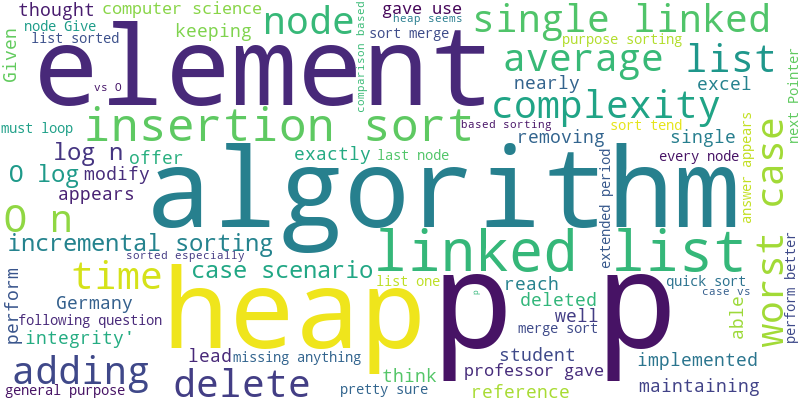 thought
computer science
gave use
heap seems
node
single linked
node Give
keeping
sort merge
purpose sorting
list sorted
Given
element
comparison based
average
list
vs O
nearly
excel
next Pointer
complexity
must loop
insertion sort
based sorting
sort tend
removing
single
log n
offer
exactly
last node
every node
answer appears
O log
modify
algorithm
appears
extended period
worst case
O n
incremental sorting
linked list
sorted especially
case scenario
time
heap
list one
p
p
p
reach
quick sort
case vs
perform
Germany
deleted
able
perform better
following question
well
integrity'
merge sort
implemented
lead
missing anything
student
adding
delete
think
professor gave
maintaining
general purpose
pretty sure
reference